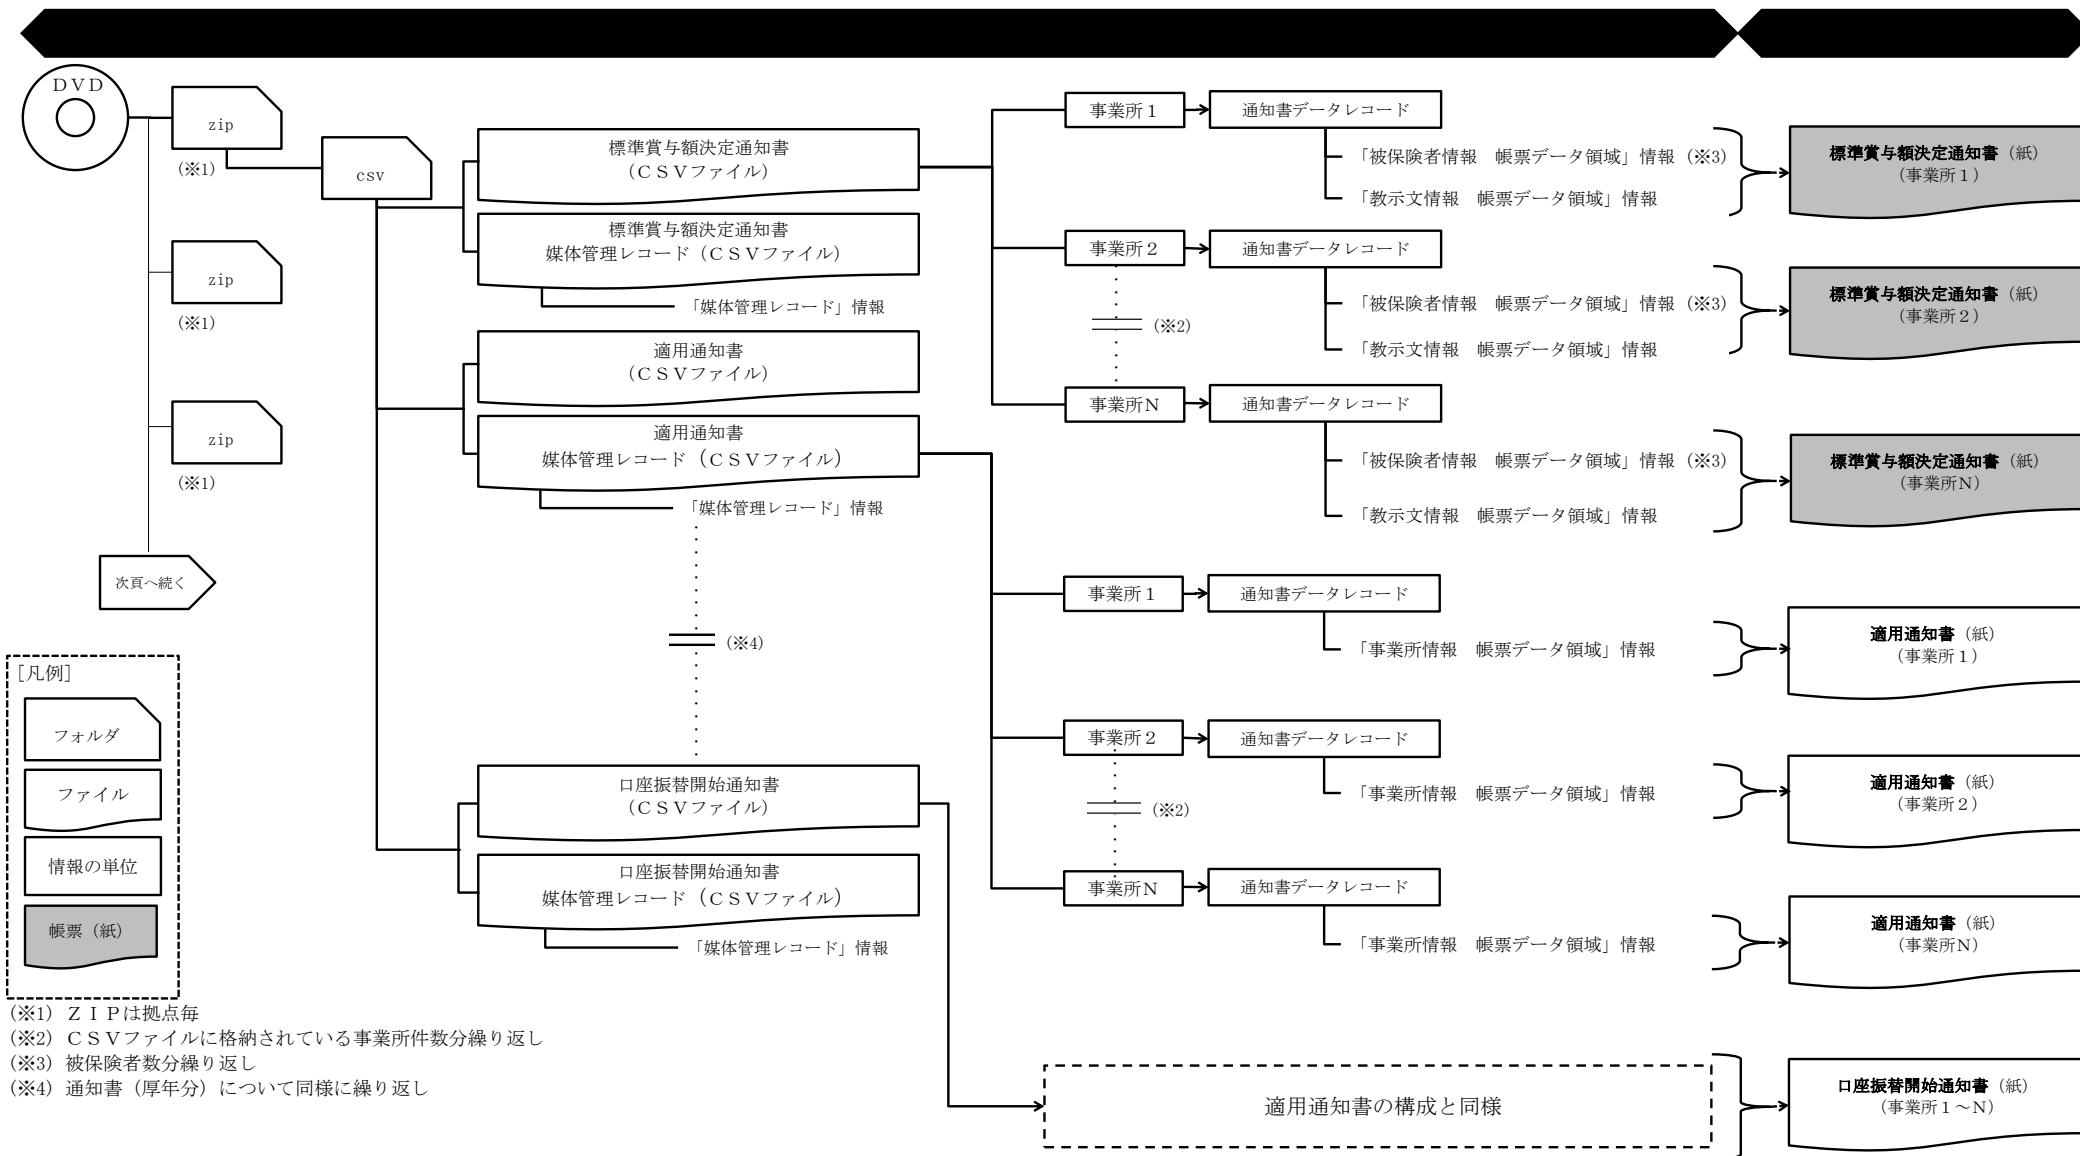 DVD
zip
(※1)
csv
zip
(※1)
zip
(※1)
次頁へ続く
標準賞与額決定通知書
(CSVファイル)
標準賞与額決定通知書
媒体管理レコード(CSVファイル)
「媒体管理レコード」情報
適用通知書
(CSVファイル)
適用通知書
媒体管理レコード(CSVファイル)
「媒体管理レコード」情報
(※4)
口座振替開始通知書
(CSVファイル)
口座振替開始通知書
媒体管理レコード(CSVファイル)
「媒体管理レコード」情報
事業所1
通知書データレコード
「被保険者情報 帳票データ領域」情報(※3)
「教示文情報 帳票データ領域」情報
標準賞与額決定通知書(紙)
(事業所1)
事業所2
通知書データレコード
「被保険者情報 帳票データ領域」情報(※3)
(※2)
「教示文情報 帳票データ領域」情報
標準賞与額決定通知書(紙)
(事業所2)
事業所N
通知書データレコード
「被保険者情報 帳票データ領域」情報(※3)
「教示文情報 帳票データ領域」情報
標準賞与額決定通知書(紙)
(事業所N)
事業所1
通知書データレコード
「事業所情報 帳票データ領域」情報
適用通知書(紙)
(事業所1)
事業所2
通知書データレコード
「事業所情報 帳票データ領域」情報
(※2)
適用通知書(紙)
(事業所2)
事業所N
通知書データレコード
「事業所情報 帳票データ領域」情報
適用通知書(紙)
(事業所N)
適用通知書の構成と同様
口座振替開始通知書(紙)
(事業所1~N)
[凡例]
フォルダ
ファイル
情報の単位
帳票(紙)
(※1) ZIPは拠点毎
(※2) CSVファイルに格納されている事業所件数分繰り返し
(※3) 被保険者数分繰り返し
(※4) 通知書(厚年分)について同様に繰り返し